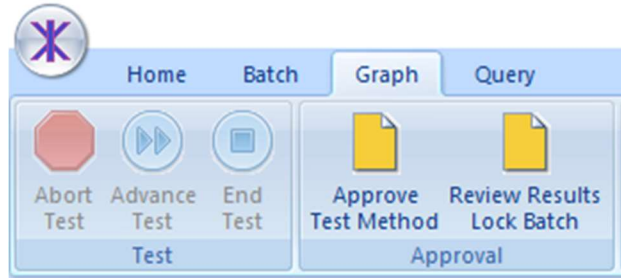 Home Batch Graph Query
Abort Advance End Approve Review Results
Test Test Test Test Method Lock Batch
Test Approval